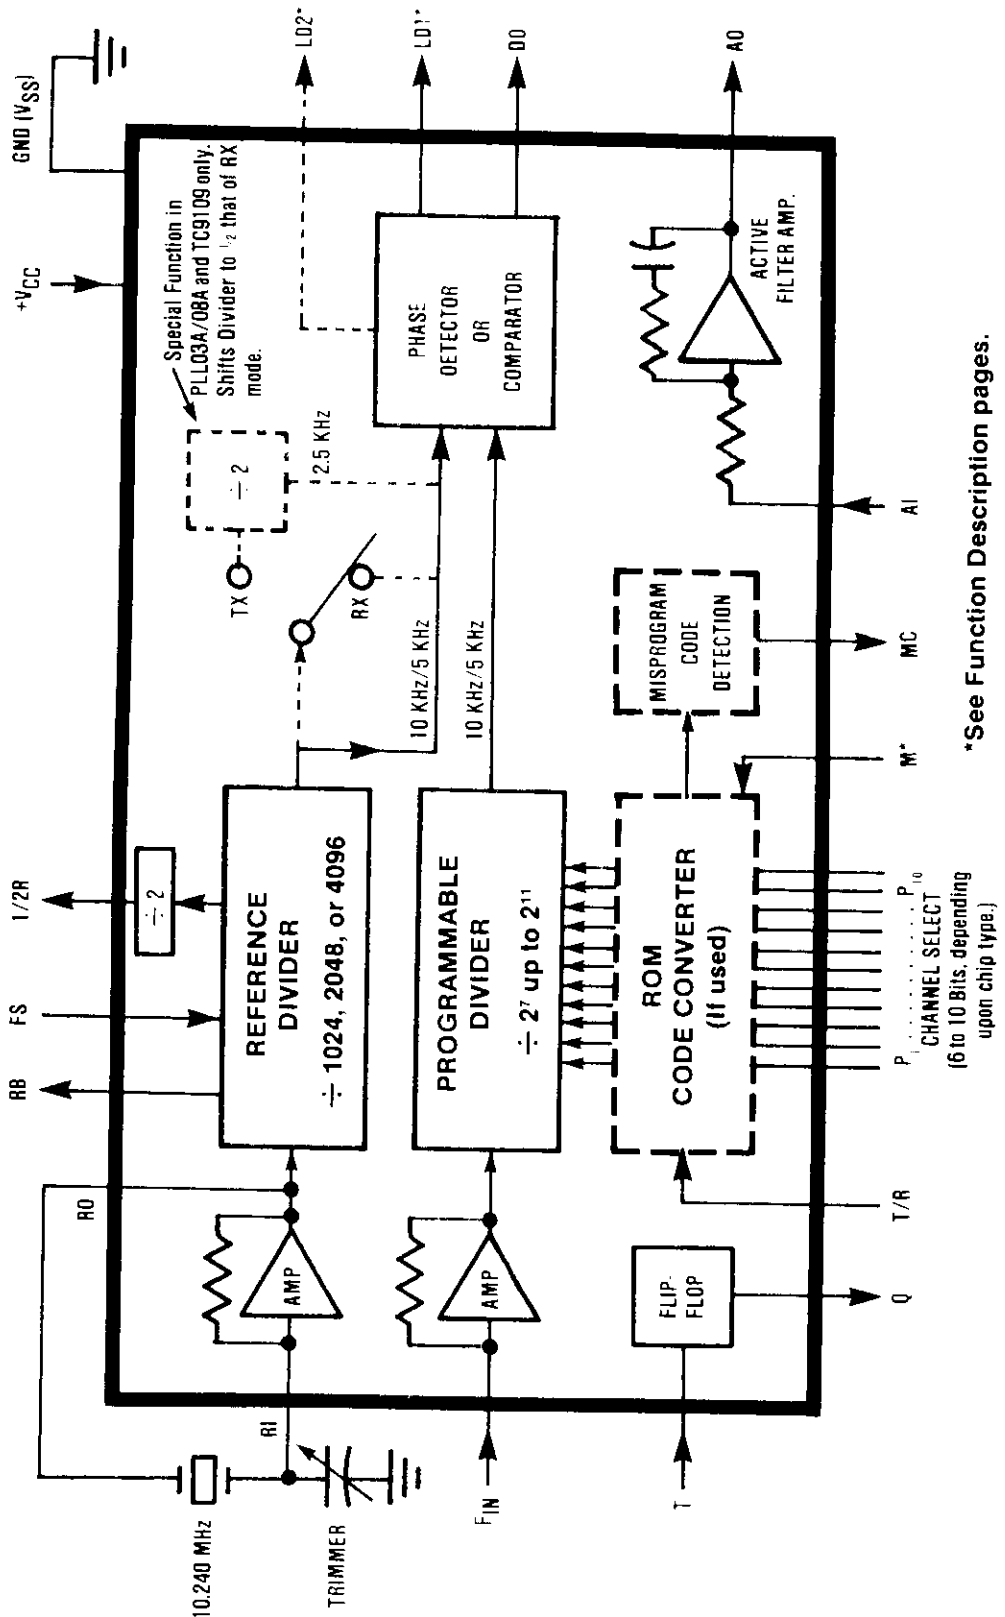 GND (VSS)
+VCC
Special Function in
PLL03A/08A and TC9109 only.
Shifts Divider to 1/2 that of RX
mode.
LD2*
LD1*
DO
AO
1/2R
FS
RB
RO
÷ 2
TX
÷ 2
RX
2.5 KHz
10 KHz/5 KHz
10 KHz/5 KHz
PHASE
DETECTOR
OR
COMPARATOR
ACTIVE
FILTER AMP.
REFERENCE
DIVIDER
÷ 1024, 2048, or 4096
PROGRAMMABLE
DIVIDER
÷ 2⁷ up to 2¹¹
ROM
CODE CONVERTER
(If used)
MISPROGRAM
CODE
DETECTION
AMP
AMP
FLIP-
FLOP
10.240 MHz
TRIMMER
RI
FIN
T
Q
T/R
P1 . . . . . . . . . . P10
CHANNEL SELECT
(6 to 10 Bits, depending
upon chip type.)
M*
MC
AI
*See Function Description pages.